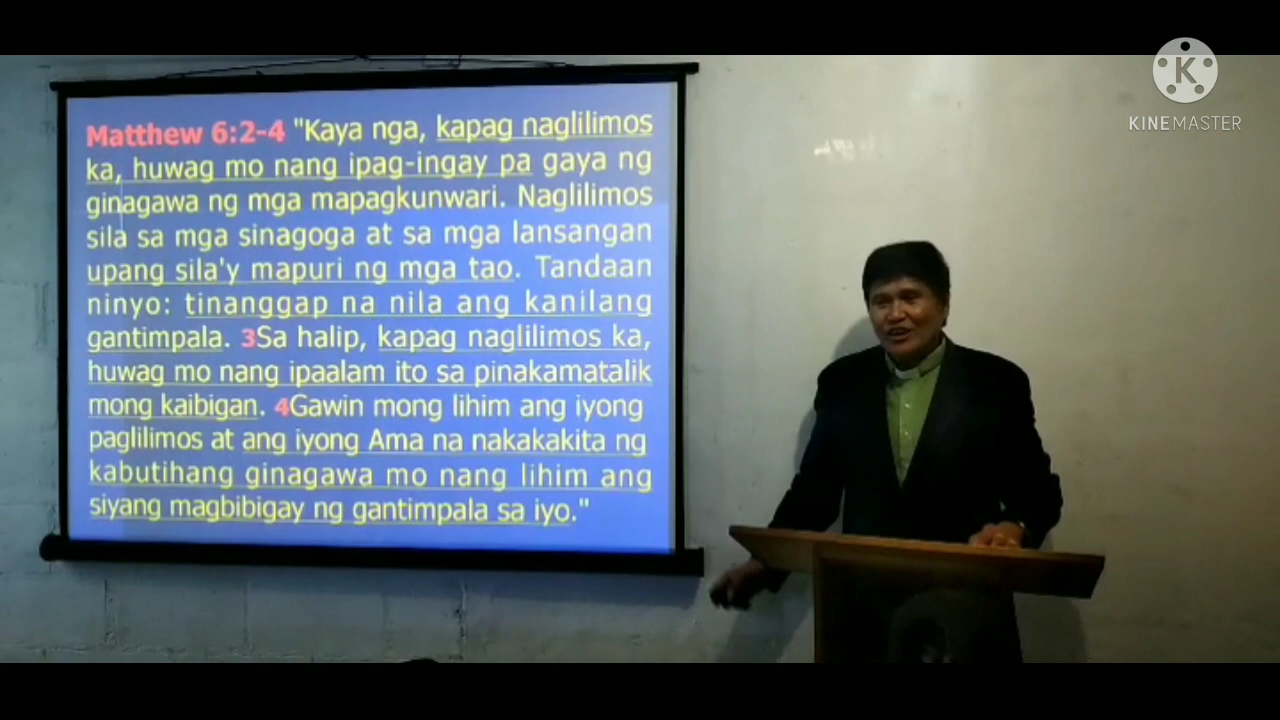 Matthew 6:2-4 "Kaya nga, kapag naglilimos
ka, huwag mo nang ipag-ingay pa gaya ng
ginagawa ng mga mapagkunwari. Naglilimos
sila sa mga sinagoga at sa mga lansangan
upang sila'y mapuri ng mga tao. Tandaan
ninyo: tinanggap na nila ang kanilang
gantimpala. 3Sa halip, kapag naglilimos ka,
huwag mo nang ipaalam ito sa pinakamatalik
mong kaibigan. 4Gawin mong lihim ang iyong
paglilimos at ang iyong Ama na nakakakita ng
kabutihang ginagawa mo nang lihim ang
siyang magbibigay ng gantimpala sa iyo."
K
KINEMASTER